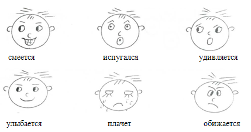 смеется испугался удивляется
улыбается плачет обижается